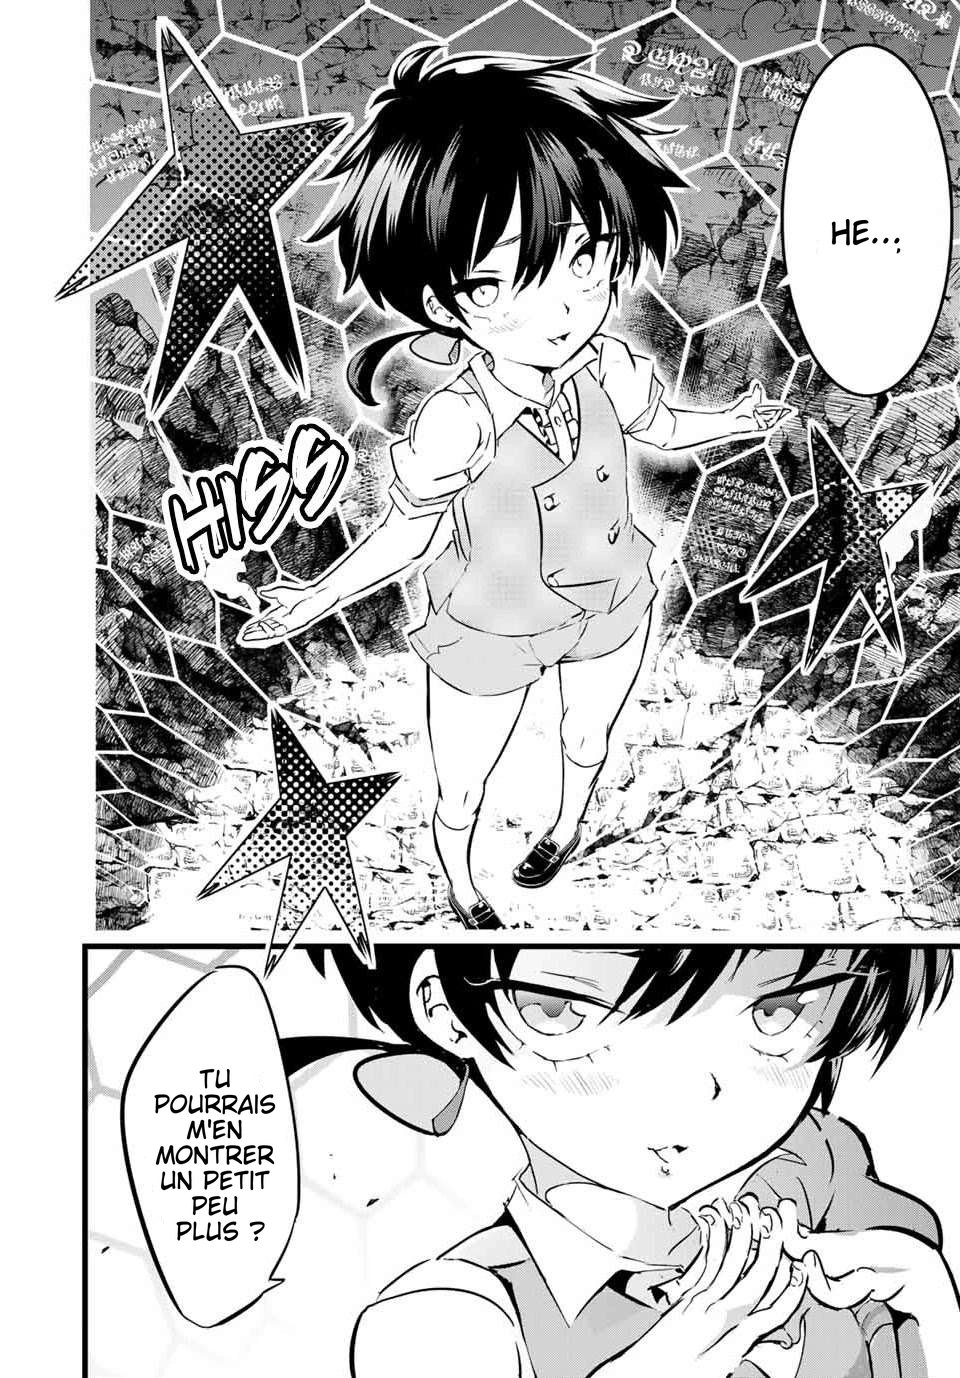 HE...
HISS
TU
POURRAIS
M'EN
MONTRER
UN PETIT
PEU
PLUS ?